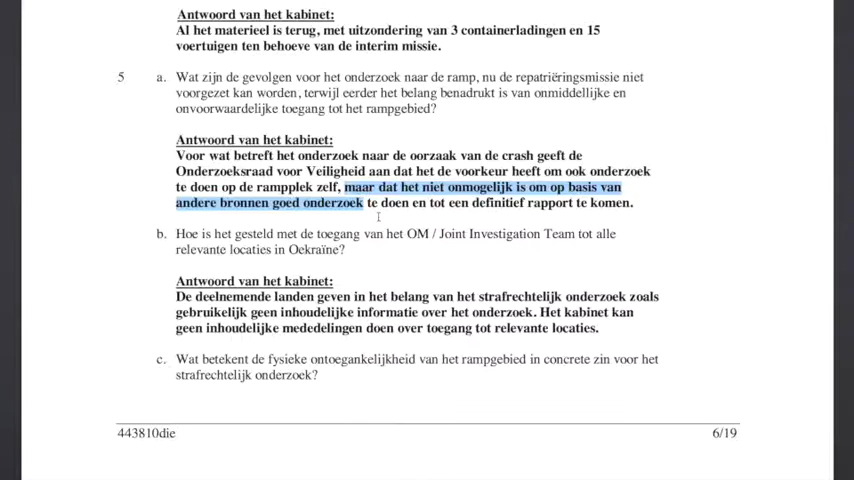 Antwoord van het kabinet:
Al het materieel is terug, met uitzondering van 3 containerladingen en 15
voertuigen ten behoeve van de interim missie.
5 a. Wat zijn de gevolgen voor het onderzoek naar de ramp, nu de repatriëringsmissie niet
voorgezet kan worden, terwijl eerder het belang benadrukt is van onmiddellijke en
onvoorwaardelijke toegang tot het rampgebied?
Antwoord van het kabinet:
Voor wat betreft het onderzoek naar de oorzaak van de crash geeft de
Onderzoeksraad voor Veiligheid aan dat het de voorkeur heeft om ook onderzoek
te doen op de rampplek zelf, maar dat het niet onmogelijk is om op basis van
andere bronnen goed onderzoek te doen en tot een definitief rapport te komen.
b. Hoe is het gesteld met de toegang van het OM / Joint Investigation Team tot alle
relevante locaties in Oekraïne?
Antwoord van het kabinet:
De deelnemende landen geven in het belang van het strafrechtelijk onderzoek zoals
gebruikelijk geen inhoudelijke informatie over het onderzoek. Het kabinet kan
geen inhoudelijke mededelingen doen over toegang tot relevante locaties.
c. Wat betekent de fysieke ontoegankelijkheid van het rampgebied in concrete zin voor het
strafrechtelijk onderzoek?
443810die 6/19